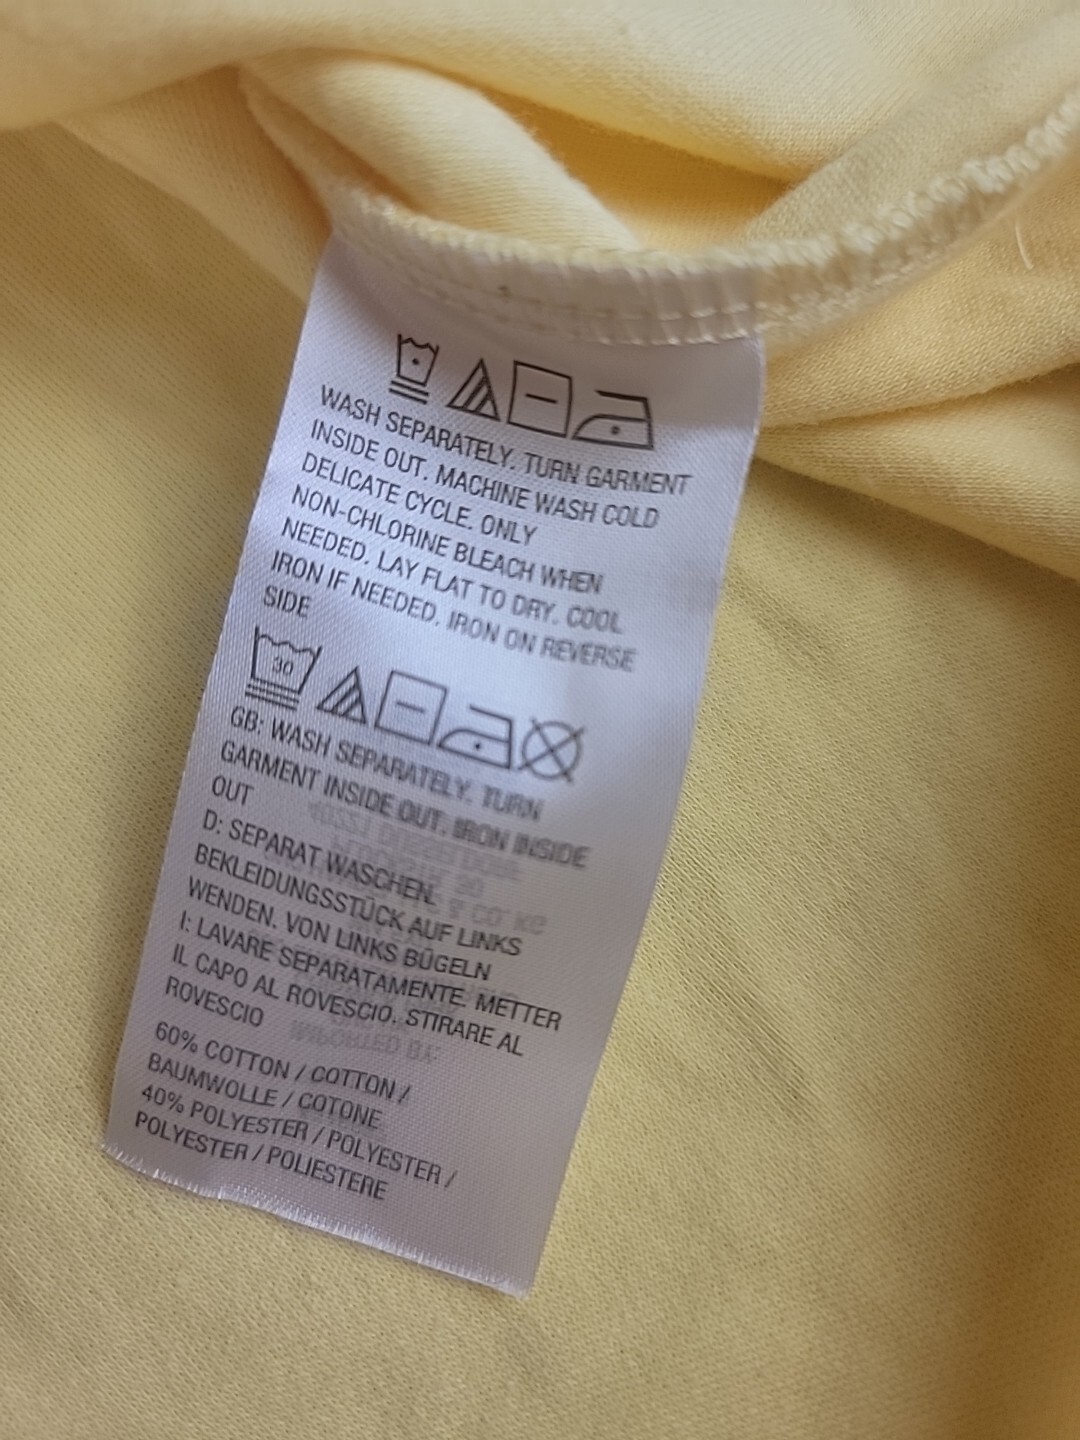 WASH SEPARATELY. TURN GARMENT
INSIDE OUT. MACHINE WASH COLD
DELICATE CYCLE. ONLY
NON-CHLORINE BLEACH WHEN
NEEDED. LAY FLAT TO DRY. COOL
IRON IF NEEDED. IRON ON REVERSE
SIDE
30
GB: WASH SEPARATELY. TURN
GARMENT INSIDE OUT. IRON INSIDE
OUT
D: SEPARAT WASCHEN.
BEKLEIDUNGSSTÜCK AUF LINKS
WENDEN. VON LINKS BÜGELN
I: LAVARE SEPARATAMENTE. METTER
IL CAPO AL ROVESCIO. STIRARE AL
ROVESCIO
60% COTTON / COTTON /
BAUMWOLLE / COTONE
40% POLYESTER / POLYESTER /
POLYESTER / POLIESTERE